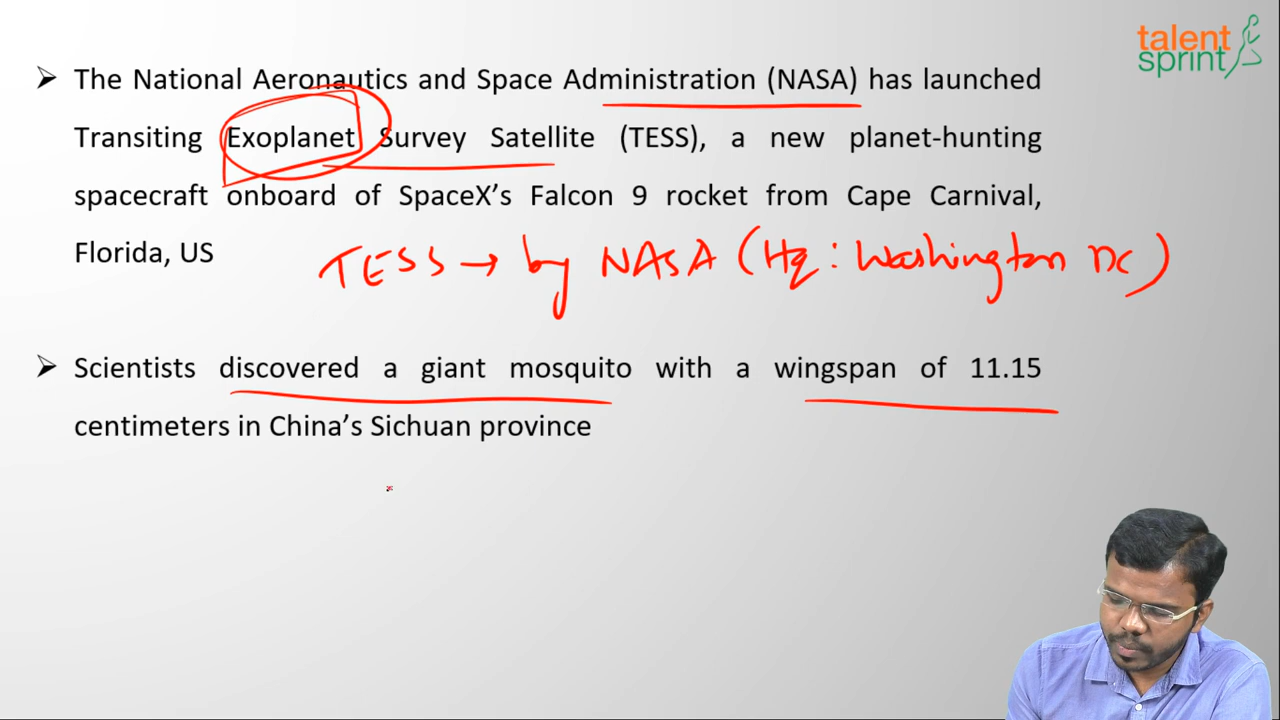 talent
sprint
➢ The National Aeronautics and Space Administration (NASA) has launched
Transiting Exoplanet Survey Satellite (TESS), a new planet-hunting
spacecraft onboard of SpaceX’s Falcon 9 rocket from Cape Carnival,
Florida, US
TESS → by NASA (Hq : Washington DC)
➢ Scientists discovered a giant mosquito with a wingspan of 11.15
centimeters in China’s Sichuan province